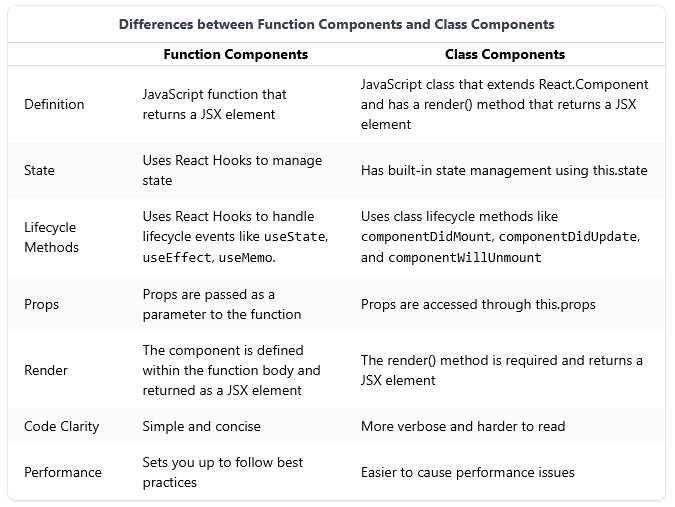 Differences between Function Components and Class Components
Function Components
Class Components
Definition
JavaScript function that
returns a JSX element
JavaScript class that extends React.Component
and has a render() method that returns a JSX
element
State
Uses React Hooks to manage
state
Has built-in state management using this.state
Lifecycle
Methods
Uses React Hooks to handle
lifecycle events like useState,
useEffect, useMemo.
Uses class lifecycle methods like
componentDidMount, componentDidUpdate,
and componentWillUnmount
Props
Props are passed as a
parameter to the function
Props are accessed through this.props
Render
The component is defined
within the function body and
returned as a JSX element
The render() method is required and returns a
JSX element
Code Clarity
Simple and concise
More verbose and harder to read
Performance
Sets you up to follow best
practices
Easier to cause performance issues